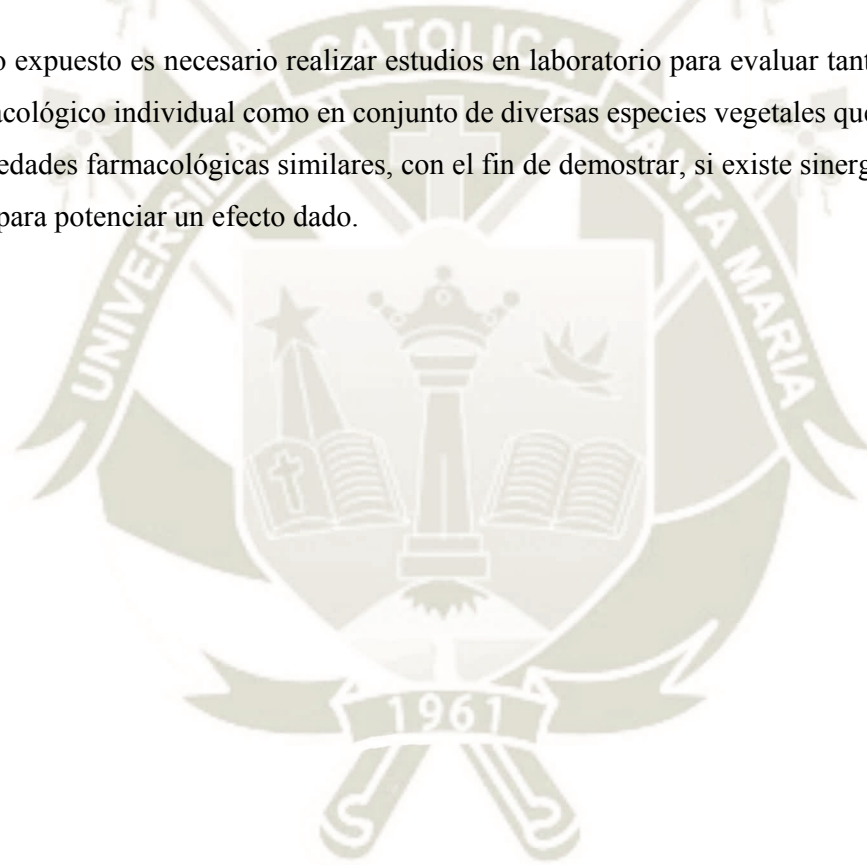 o expuesto es necesario realizar estudios en laboratorio para evaluar tant
acológico individual como en conjunto de diversas especies vegetales que
edades farmacológicas similares, con el fin de demostrar, si existe sinerg
para potenciar un efecto dado.
UNIVERSIDAD CATOLICA SANTA MARIA
1961